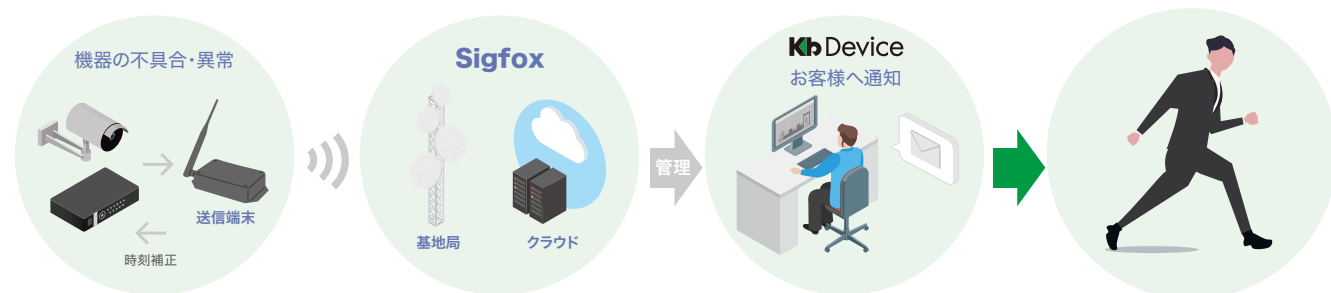 機器の不具合・異常
送信端末
時刻補正
Sigfox
基地局
クラウド
管理
Kb Device
お客様へ通知